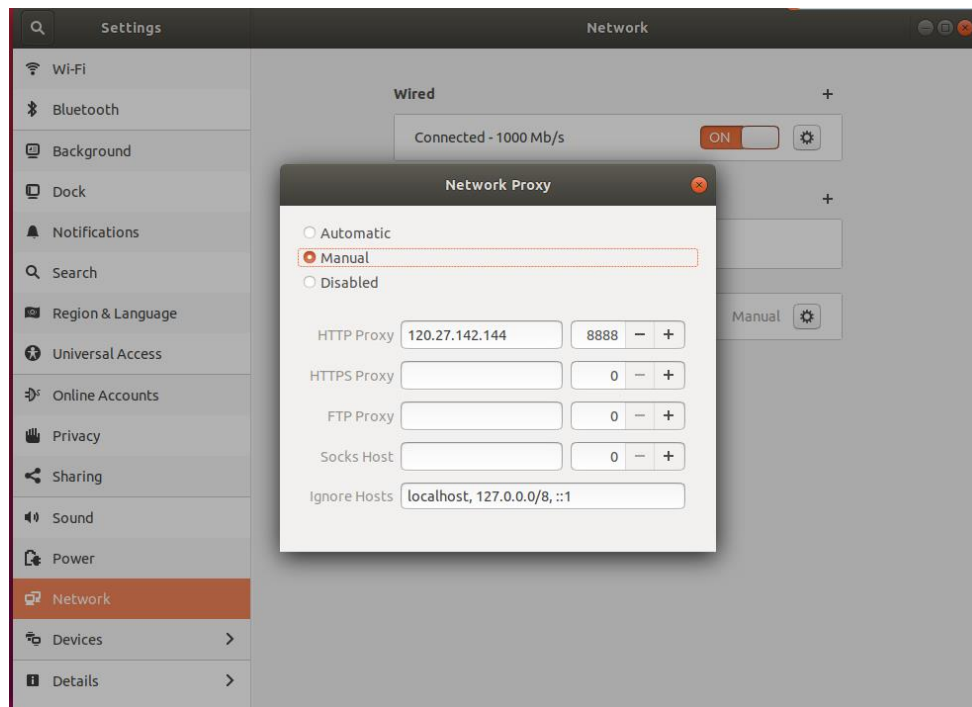 Settings
Network
Wi-Fi
Bluetooth
Background
Dock
Notifications
Search
Region & Language
Universal Access
Online Accounts
Privacy
Sharing
Sound
Power
Network
Devices
Details
Wired
Connected - 1000 Mb/s ON
Manual
Network Proxy
Automatic
Manual
Disabled
HTTP Proxy 120.27.142.144 8888 − +
HTTPS Proxy 0 − +
FTP Proxy 0 − +
Socks Host 0 − +
Ignore Hosts localhost, 127.0.0.0/8, ::1